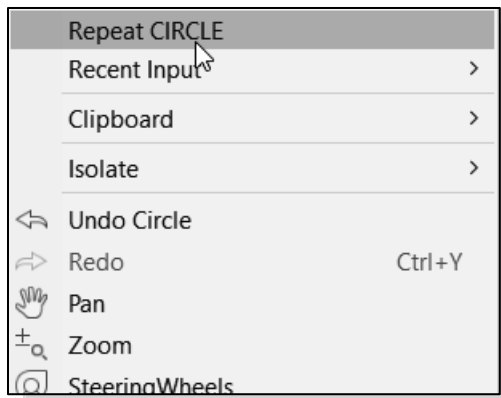 Repeat CIRCLE
Recent Input
Clipboard
Isolate
Undo Circle
Redo Ctrl+Y
Pan
Zoom
SteeringWheels